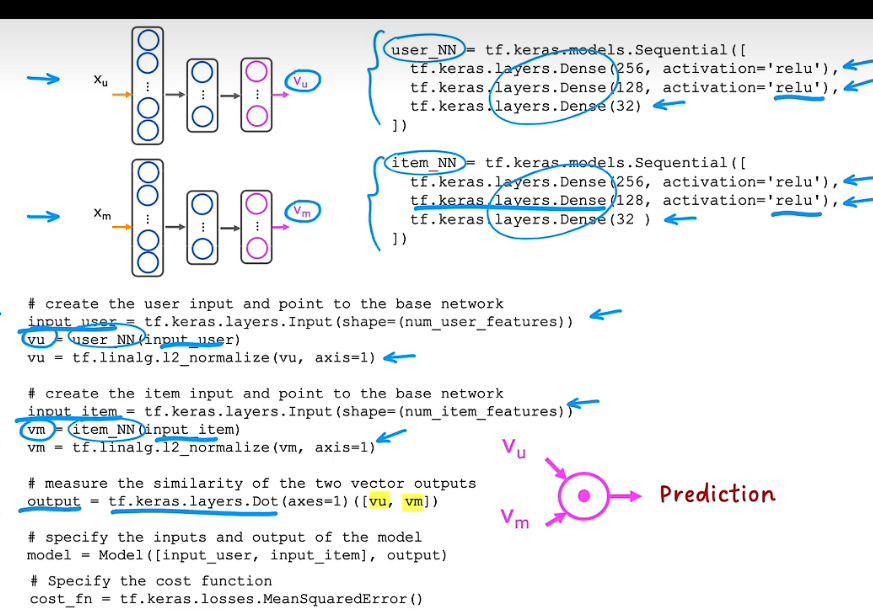 x_u
v_u
user_NN = tf.keras.models.Sequential([
tf.keras.layers.Dense(256, activation='relu'),
tf.keras.layers.Dense(128, activation='relu'),
tf.keras.layers.Dense(32)
])
x_m
v_m
item_NN = tf.keras.models.Sequential([
tf.keras.layers.Dense(256, activation='relu'),
tf.keras.layers.Dense(128, activation='relu'),
tf.keras.layers.Dense(32 )
])
# create the user input and point to the base network
input_user = tf.keras.layers.Input(shape=(num_user_features))
vu = user_NN(input_user)
vu = tf.linalg.l2_normalize(vu, axis=1)
# create the item input and point to the base network
input_item = tf.keras.layers.Input(shape=(num_item_features))
vm = item_NN(input_item)
vm = tf.linalg.l2_normalize(vm, axis=1)
# measure the similarity of the two vector outputs
output = tf.keras.layers.Dot(axes=1)([vu, vm])
v_u
v_m
Prediction
# specify the inputs and output of the model
model = Model([input_user, input_item], output)
# Specify the cost function
cost_fn = tf.keras.losses.MeanSquaredError()